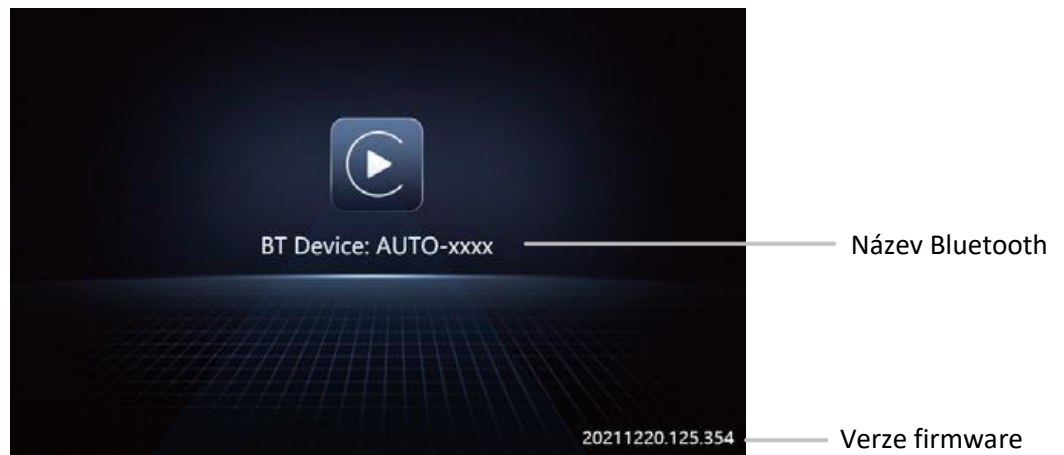 BT Device: AUTO-xxxx
Název Bluetooth
20211220.125.354
Verze firmware